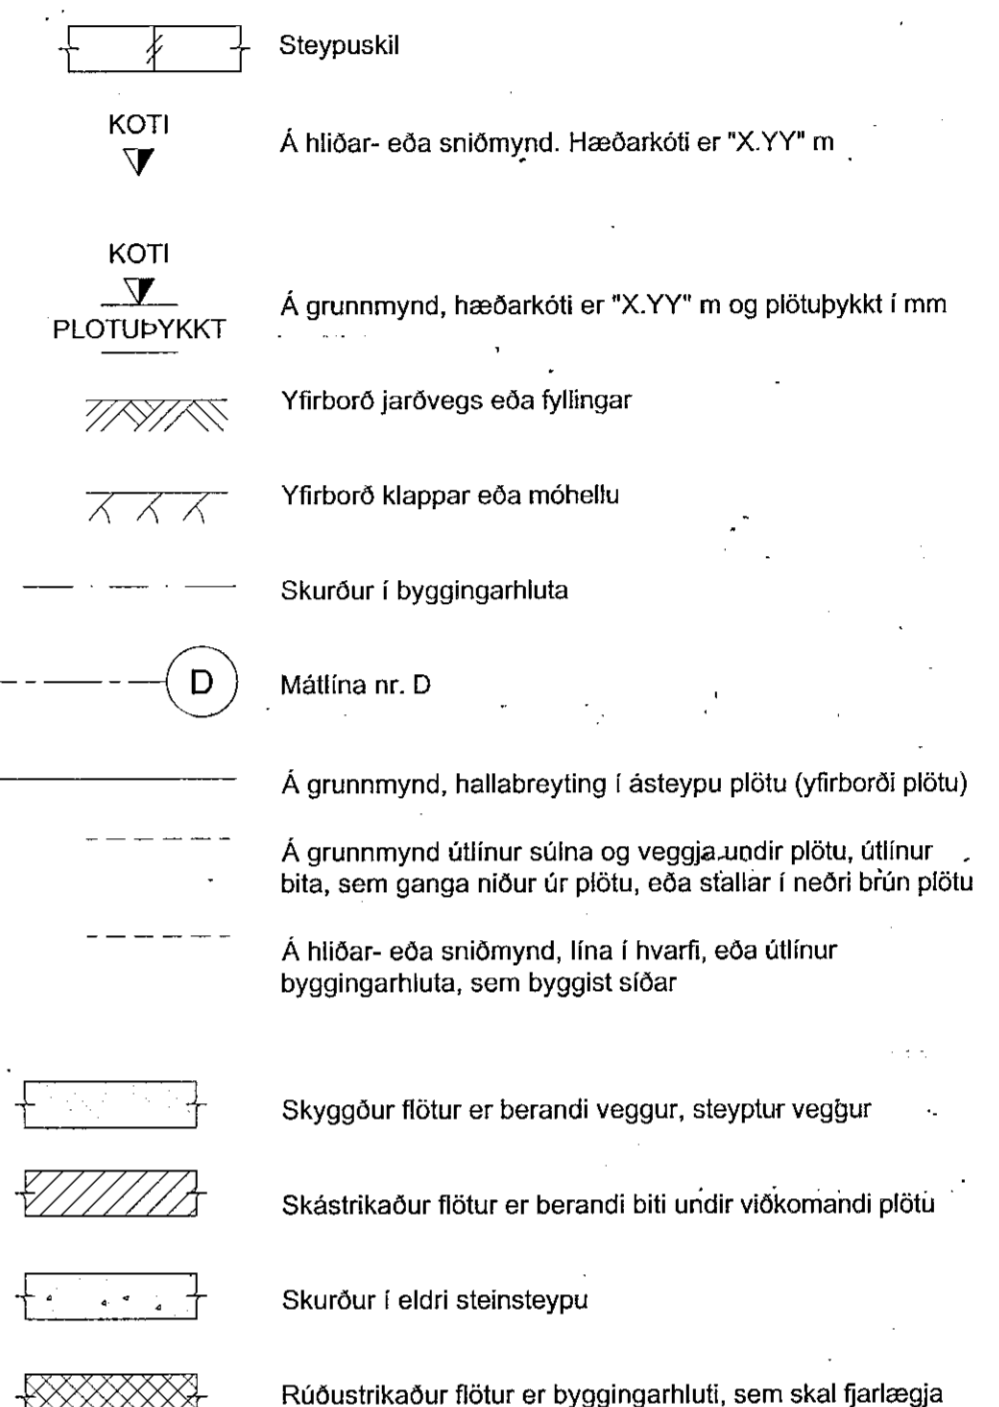 Steypuskil
KOTI
Á hliðar- eða sniðmynd. Hæðarkóti er "X.YY" m
KOTI
PLOTUÞYKKT
Á grunnmynd, hæðarkóti er "X.YY" m og plötuþykkt í mm
Yfirborð jarðvegs eða fyllingar
Yfirborð klappar eða móhellu
Skurður í byggingarhluta
D
Mátlína nr. D
Á grunnmynd, hallabreyting í ásteypu plötu (yfirborði plötu)
Á grunnmynd útlínur súlna og veggja undir plötu, útlínur
bita, sem ganga niður úr plötu, eða stallar í neðri brún plötu
Á hliðar- eða sniðmynd, lína í hvarfi, eða útlínur
byggingarhluta, sem byggist síðar
Skyggður flötur er berandi veggur, steyptur veggur
Skástrikaður flötur er berandi biti undir viðkomandi plötu
Skurður í eldri steinsteypu
Rúðustrikaður flötur er byggingarhluti, sem skal fjarlægja